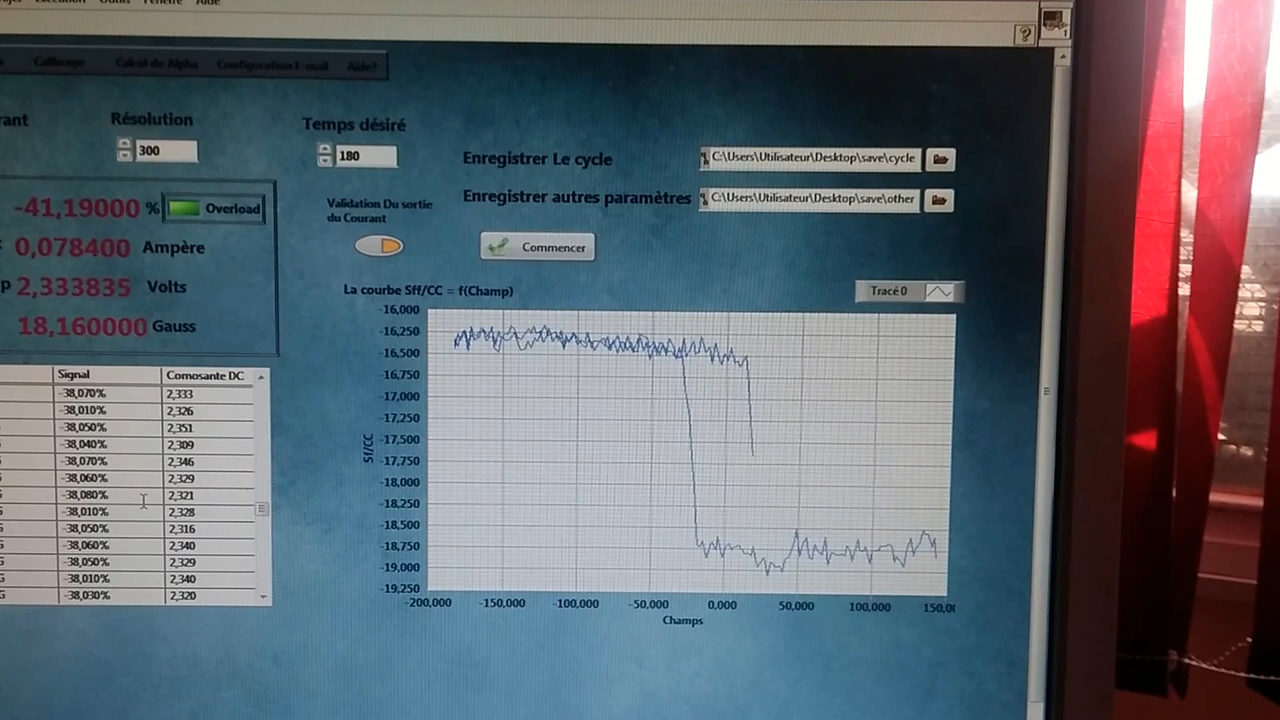 Outils Fenêtre Aide
?
1
Calibrage Calcul de Alpha Configuration E-mail Aide?
rant Résolution Temps désiré
300
180
Enregistrer Le cycle C:\Users\Utilisateur\Desktop\save\cycle
Enregistrer autres paramètres C:\Users\Utilisateur\Desktop\save\other
-41,19000 % Overload
Validation Du sortie
du Courant
0,078400 Ampère
Commencer
p 2,333835 Volts
18,160000 Gauss
La courbe Sff/CC = f(Champ)
Tracé 0
Signal Comosante DC
-38,070% 2,333
-38,010% 2,326
-38,050% 2,351
-38,040% 2,309
-38,070% 2,346
-38,060% 2,329
-38,080% 2,321
-38,010% 2,328
-38,050% 2,316
-38,060% 2,340
-38,050% 2,329
-38,010% 2,340
-38,030% 2,320
Sf/CC
-16,000
-16,250
-16,500
-16,750
-17,000
-17,250
-17,500
-17,750
-18,000
-18,250
-18,500
-18,750
-19,000
-19,250
-200,000 -150,000 -100,000 -50,000 0,000 50,000 100,000 150,00
Champs